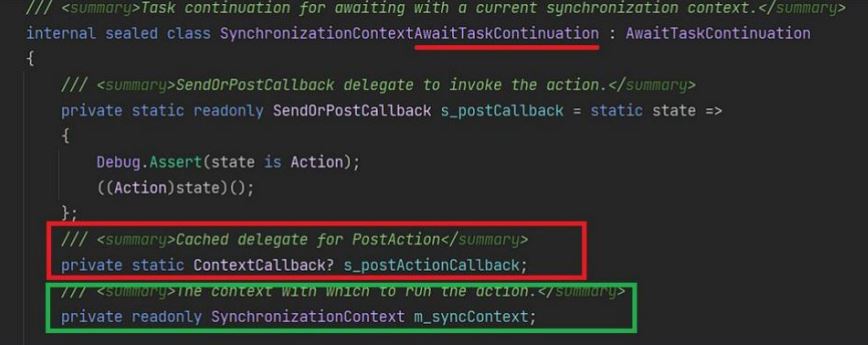 /// <summary>Task continuation for awaiting with a current synchronization context.</summary>
internal sealed class SynchronizationContextAwaitTaskContinuation : AwaitTaskContinuation
{
/// <summary>SendOrPostCallback delegate to invoke the action.</summary>
private static readonly SendOrPostCallback s_postCallback = static state =>
{
Debug.Assert(state is Action);
((Action)state)();
};
/// <summary>Cached delegate for PostAction</summary>
private static ContextCallback? s_postActionCallback;
/// <summary>The context with which to run the action.</summary>
private readonly SynchronizationContext m_syncContext;